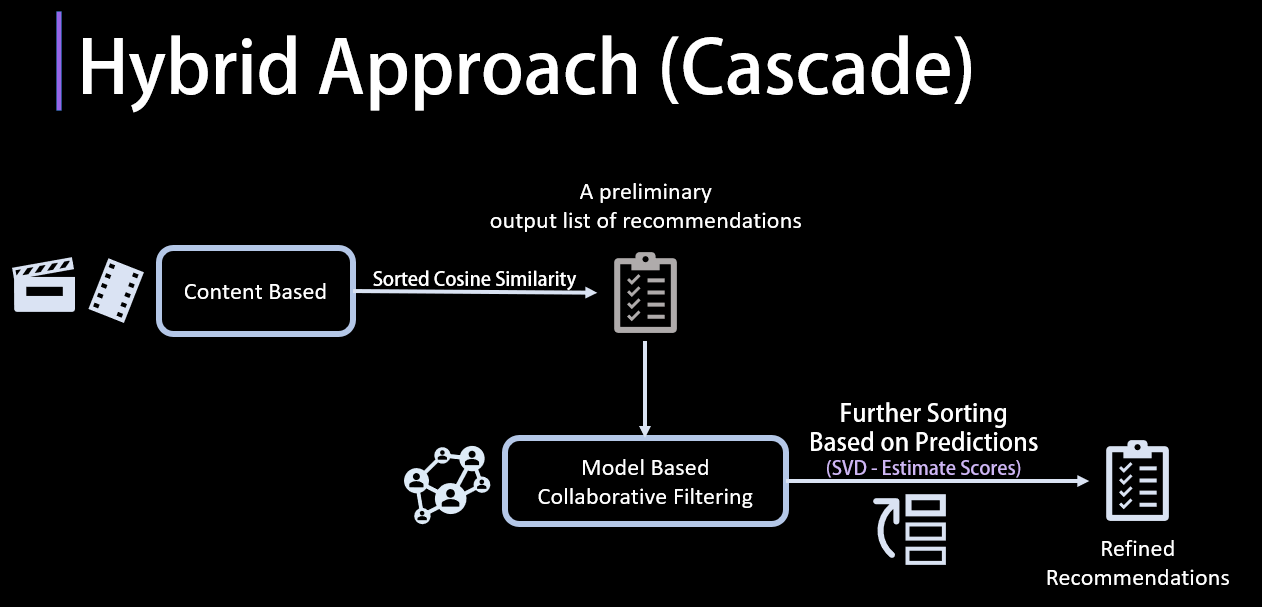 Hybrid Approach (Cascade)
A preliminary
output list of recommendations
Content Based
Sorted Cosine Similarity
Further Sorting
Based on Predictions
(SVD - Estimate Scores)
Model Based
Collaborative Filtering
Refined
Recommendations